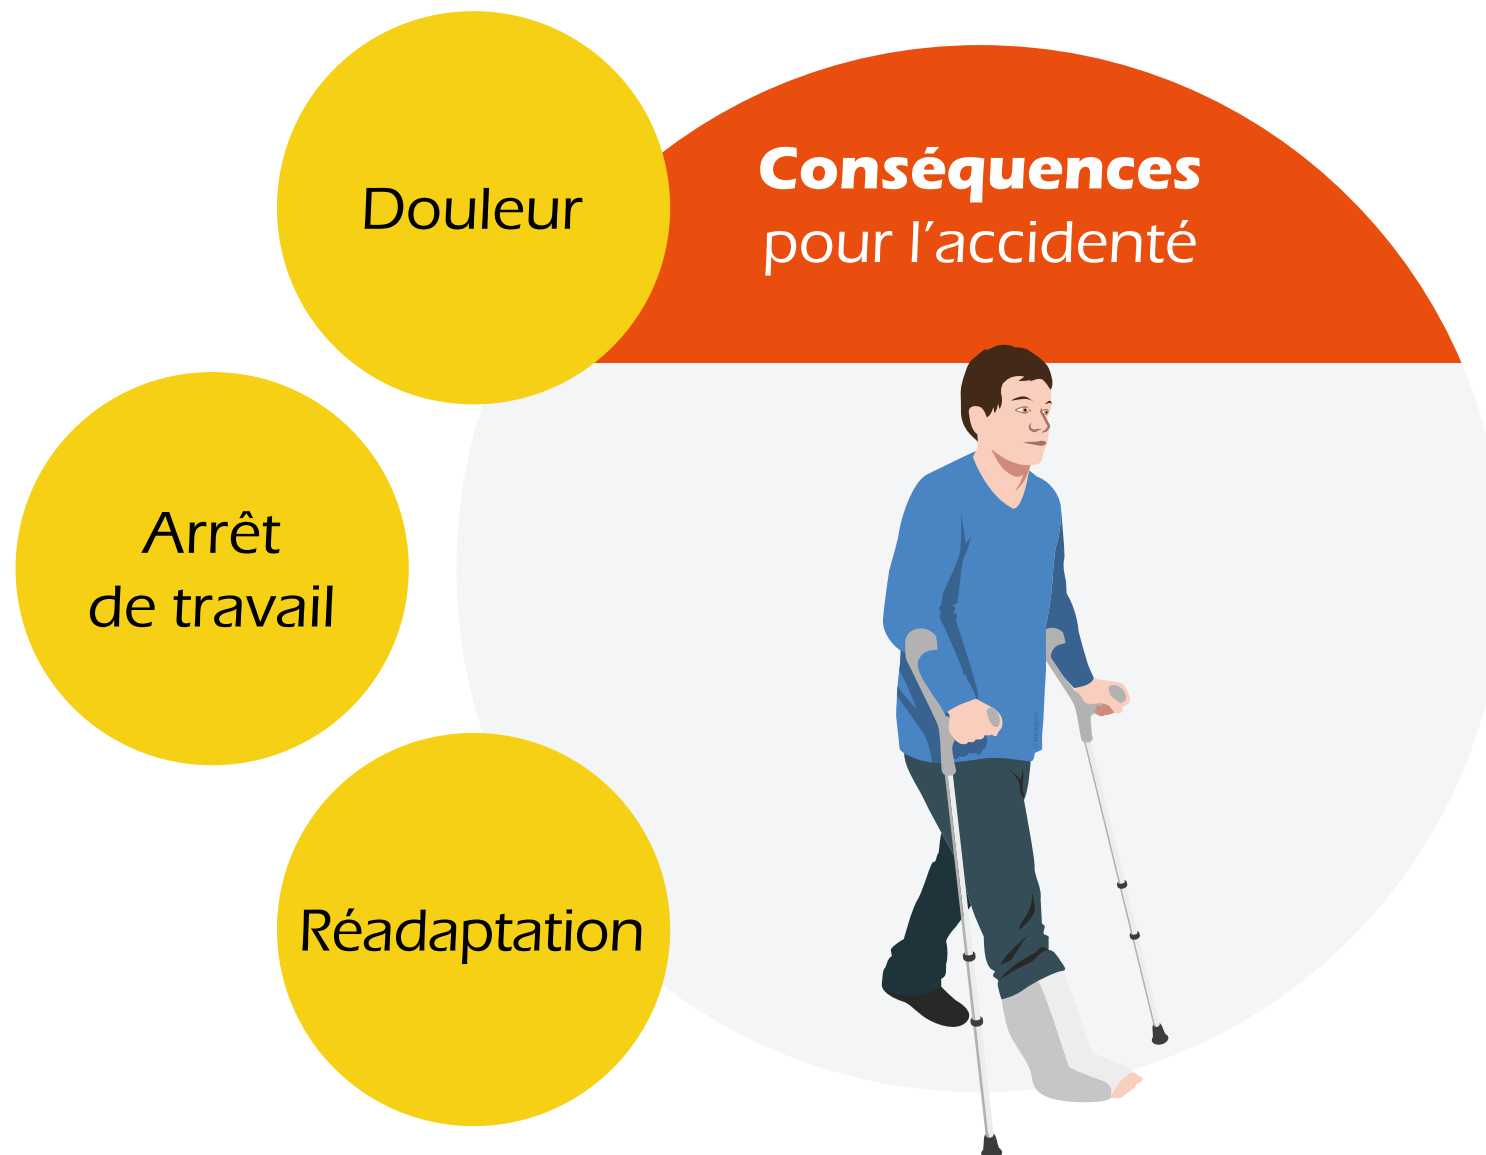 Conséquences
pour l’accidenté
Douleur
Arrêt
de travail
Réadaptation